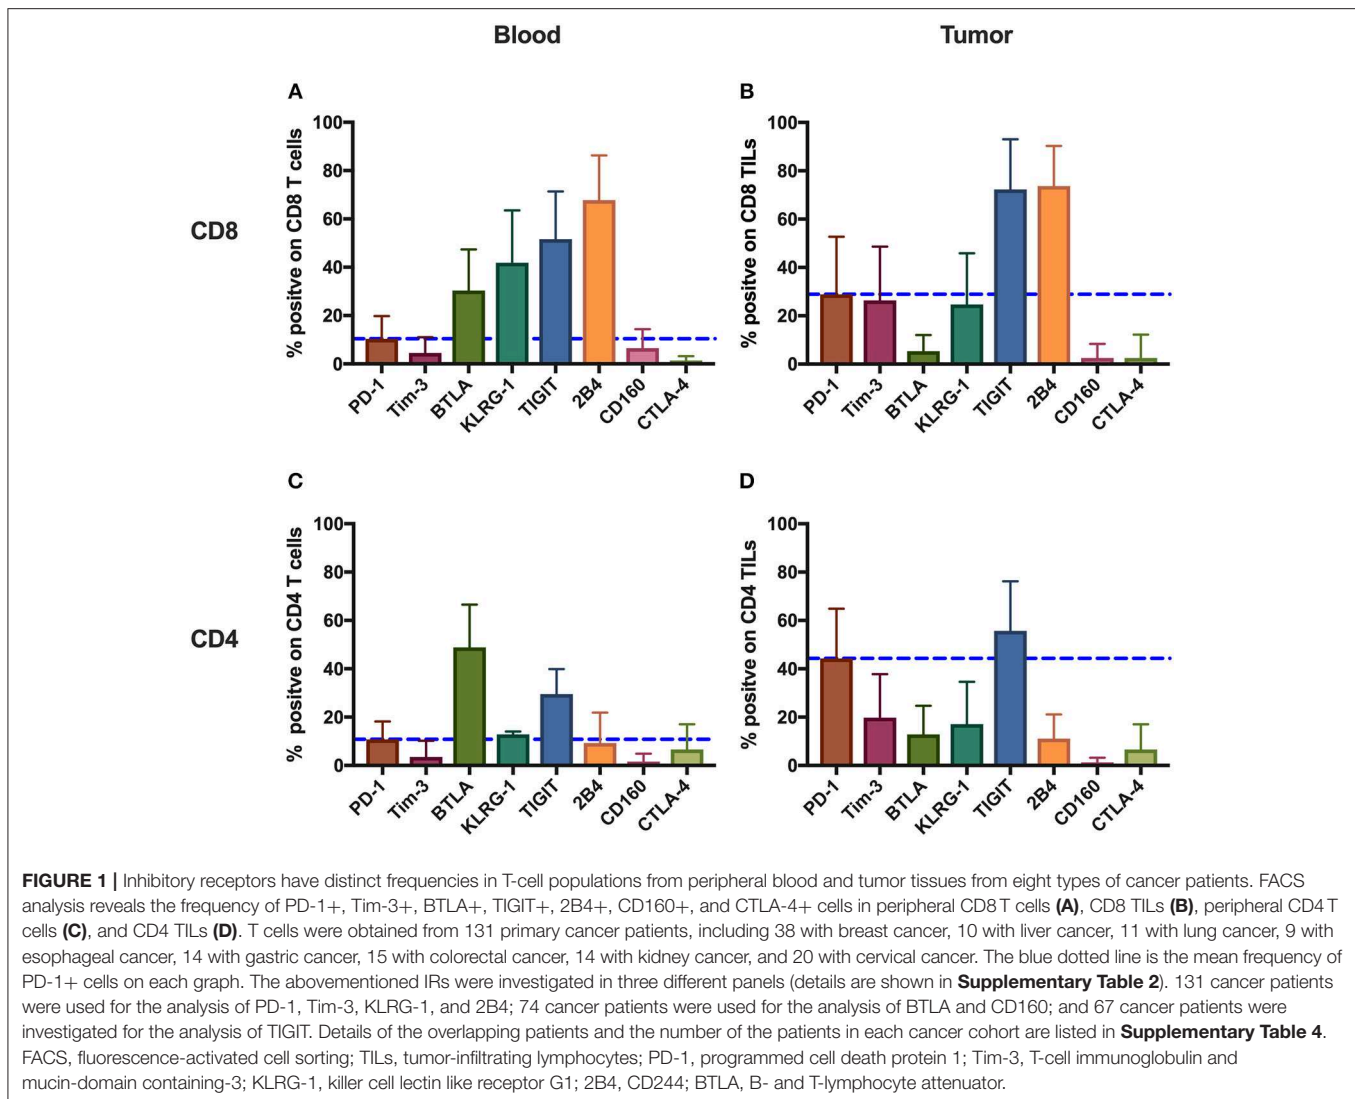 Blood
Tumor
CD8
CD4
A
% positve on CD8 T cells
100
80
60
40
20
0
PD-1
Tim-3
BTLA
KLRG-1
TIGIT
2B4
CD160
CTLA-4
B
% positve on CD8 TILs
100
80
60
40
20
0
PD-1
Tim-3
BTLA
KLRG-1
TIGIT
2B4
CD160
CTLA-4
C
% positve on CD4 T cells
100
80
60
40
20
0
PD-1
Tim-3
BTLA
KLRG-1
TIGIT
2B4
CD160
CTLA-4
D
% positve on CD4 TILs
100
80
60
40
20
0
PD-1
Tim-3
BTLA
KLRG-1
TIGIT
2B4
CD160
CTLA-4
FIGURE 1 | Inhibitory receptors have distinct frequencies in T-cell populations from peripheral blood and tumor tissues from eight types of cancer patients. FACS
analysis reveals the frequency of PD-1+, Tim-3+, BTLA+, TIGIT+, 2B4+, CD160+, and CTLA-4+ cells in peripheral CD8 T cells (A), CD8 TILs (B), peripheral CD4 T
cells (C), and CD4 TILs (D). T cells were obtained from 131 primary cancer patients, including 38 with breast cancer, 10 with liver cancer, 11 with lung cancer, 9 with
esophageal cancer, 14 with gastric cancer, 15 with colorectal cancer, 14 with kidney cancer, and 20 with cervical cancer. The blue dotted line is the mean frequency of
PD-1+ cells on each graph. The abovementioned IRs were investigated in three different panels (details are shown in Supplementary Table 2). 131 cancer patients
were used for the analysis of PD-1, Tim-3, KLRG-1, and 2B4; 74 cancer patients were used for the analysis of BTLA and CD160; and 67 cancer patients were
investigated for the analysis of TIGIT. Details of the overlapping patients and the number of the patients in each cancer cohort are listed in Supplementary Table 4.
FACS, fluorescence-activated cell sorting; TILs, tumor-infiltrating lymphocytes; PD-1, programmed cell death protein 1; Tim-3, T-cell immunoglobulin and
mucin-domain containing-3; KLRG-1, killer cell lectin like receptor G1; 2B4, CD244; BTLA, B- and T-lymphocyte attenuator.